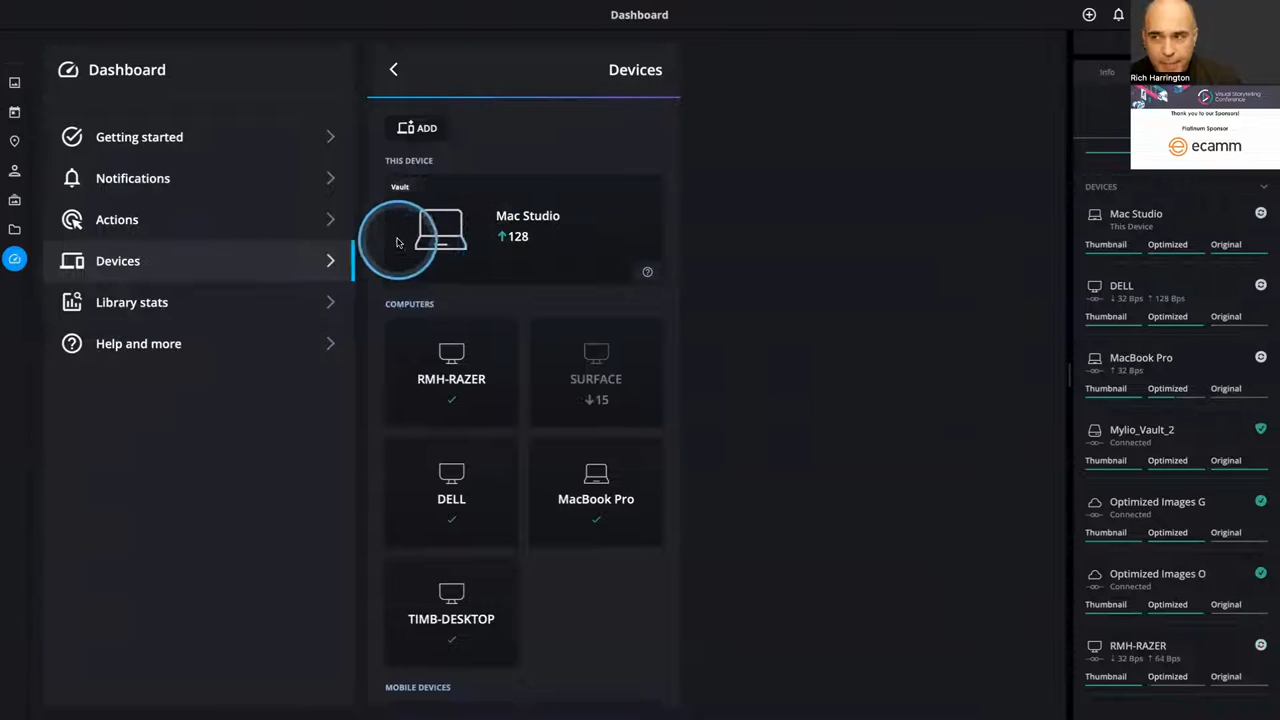 Dashboard
Dashboard
Getting started
Notifications
Actions
Devices
Library stats
Help and more
Devices
ADD
THIS DEVICE
Vault
Mac Studio
↑128
COMPUTERS
RMH-RAZER
SURFACE
↓15
DELL
MacBook Pro
TIMB-DESKTOP
MOBILE DEVICES
Info
Rich Harrington
Visual Storytelling
Conference
Thank you to our Sponsors!
Platinum Sponsor
ecamm
DEVICES
Mac Studio
This Device
Thumbnail Optimized Original
DELL
↓ 32 Bps ↑ 128 Bps
Thumbnail Optimized Original
MacBook Pro
↑ 32 Bps
Thumbnail Optimized Original
Mylio_Vault_2
Connected
Thumbnail Optimized Original
Optimized Images G
Connected
Thumbnail Optimized Original
Optimized Images O
Connected
Thumbnail Optimized Original
RMH-RAZER
↓ 32 Bps ↑ 64 Bps
Thumbnail Optimized Original